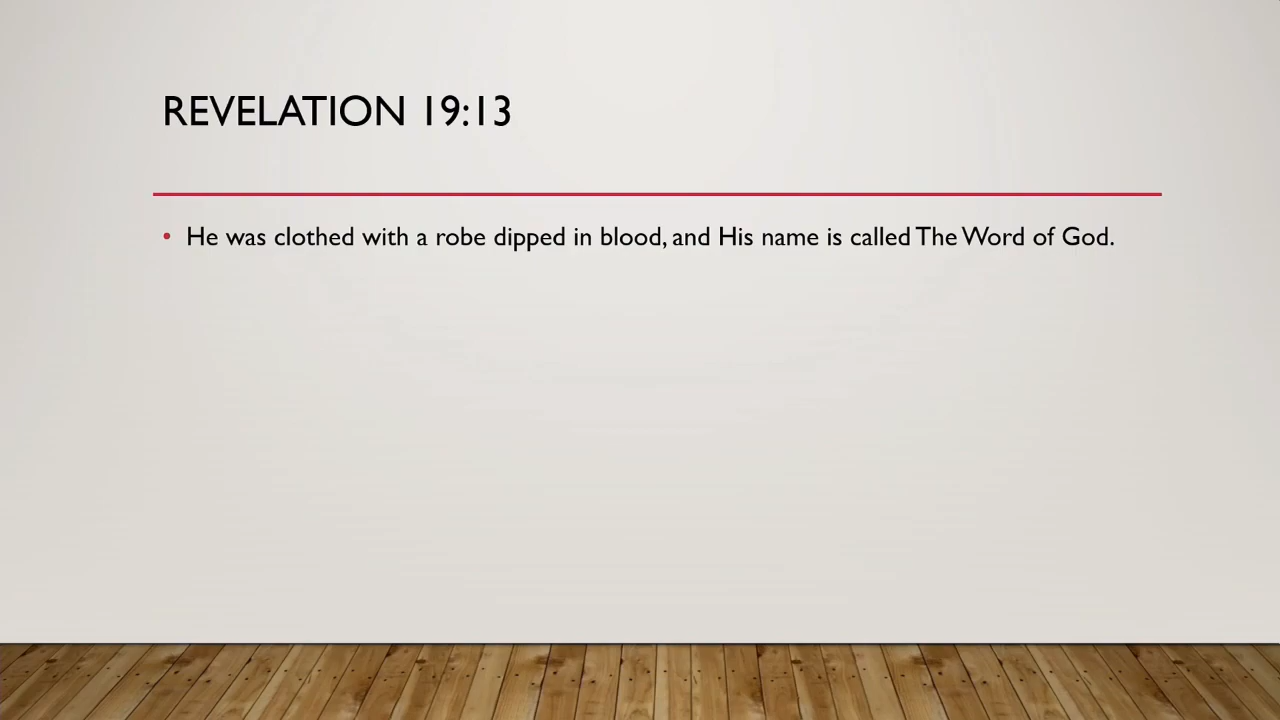 REVELATION 19:13
• He was clothed with a robe dipped in blood, and His name is called The Word of God.